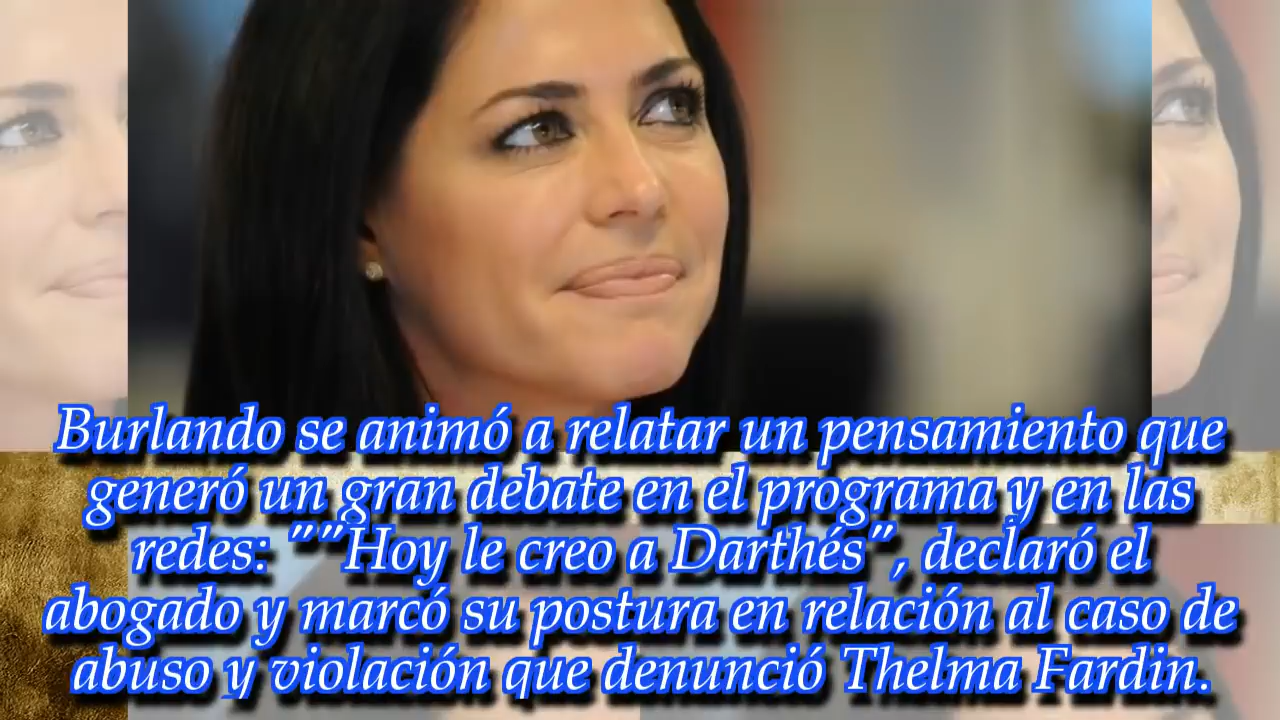 Burlando se animó a relatar un pensamiento que
generó un gran debate en el programa y en las
redes: ""Hoy le creo a Darthés", declaró el
abogado y marcó su postura en relación al caso de
abuso y violación que denunció Thelma Fardin.